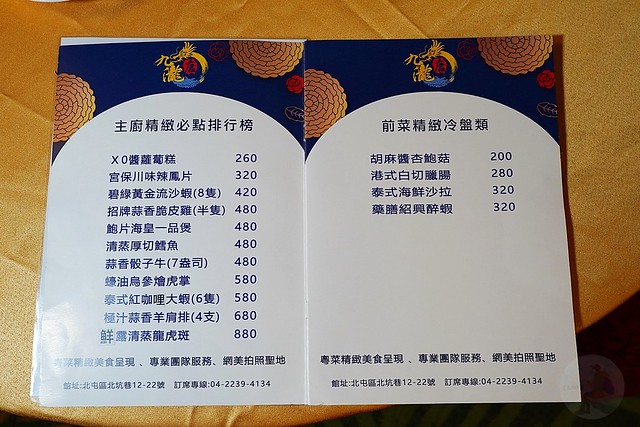 九瀧
主廚精緻必點排行榜
XO醬蘿蔔糕 260
宮保川味辣鳳片 320
碧綠黃金流沙蝦(8隻) 420
招牌蒜香脆皮雞(半隻) 480
鮑片海皇一品煲 480
清蒸厚切鱈魚 480
蒜香骰子牛(7盎司) 480
蠔油烏參燴虎掌 580
泰式紅咖哩大蝦(6隻) 580
極汁蒜香羊肩排(4支) 680
鮮露清蒸龍虎斑 880
粵菜精緻美食呈現、專業團隊服務、網美拍照聖地
館址:北屯區北坑巷12-22號 訂席專線:04-2239-4134
九瀧
前菜精緻冷盤類
胡麻醬杏鮑菇 200
港式白切臘腸 280
泰式海鮮沙拉 320
藥膳紹興醉蝦 320
粵菜精緻美食呈現、專業團隊服務、網美拍照聖地
館址:北屯區北坑巷12-22號 訂席專線:04-2239-4134